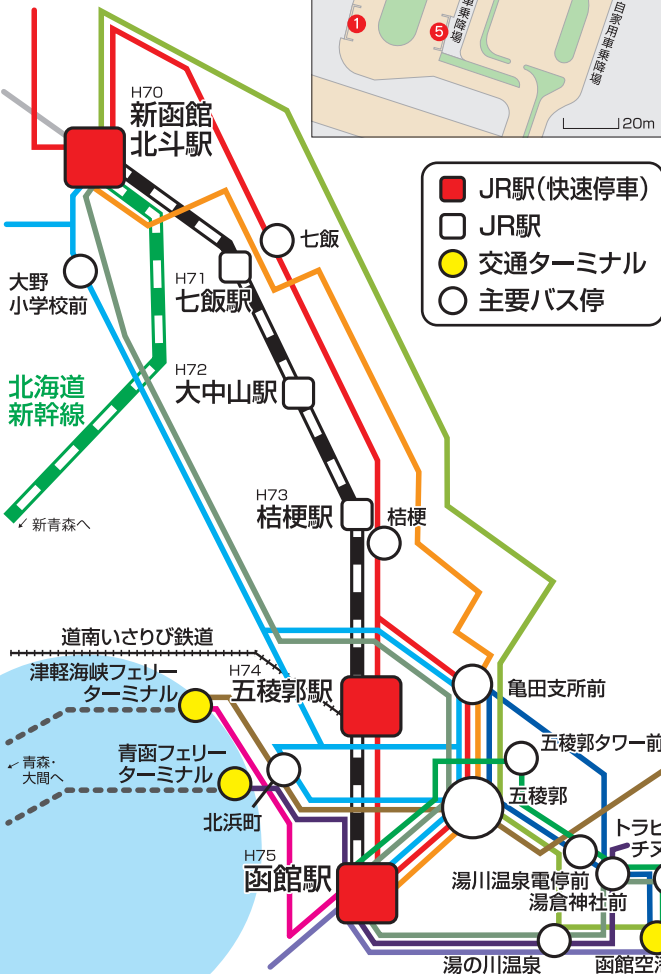 1
5
車乗降場
自家用車乗降場
20m
JR駅(快速停車)
JR駅
交通ターミナル
主要バス停
H70
新函館
北斗駅
七飯
H71
七飯駅
大野
小学校前
H72
大中山駅
北海道
新幹線
H73
桔梗駅
桔梗
↙新青森へ
道南いさりび鉄道
津軽海峡フェリー
ターミナル
H74
五稜郭駅
亀田支所前
←青森・
大間へ
青函フェリー
ターミナル
五稜郭タワー前
五稜郭
北浜町
トラピ
チヌ
H75
函館駅
湯川温泉電停前
湯倉神社前
湯の川温泉
函館空